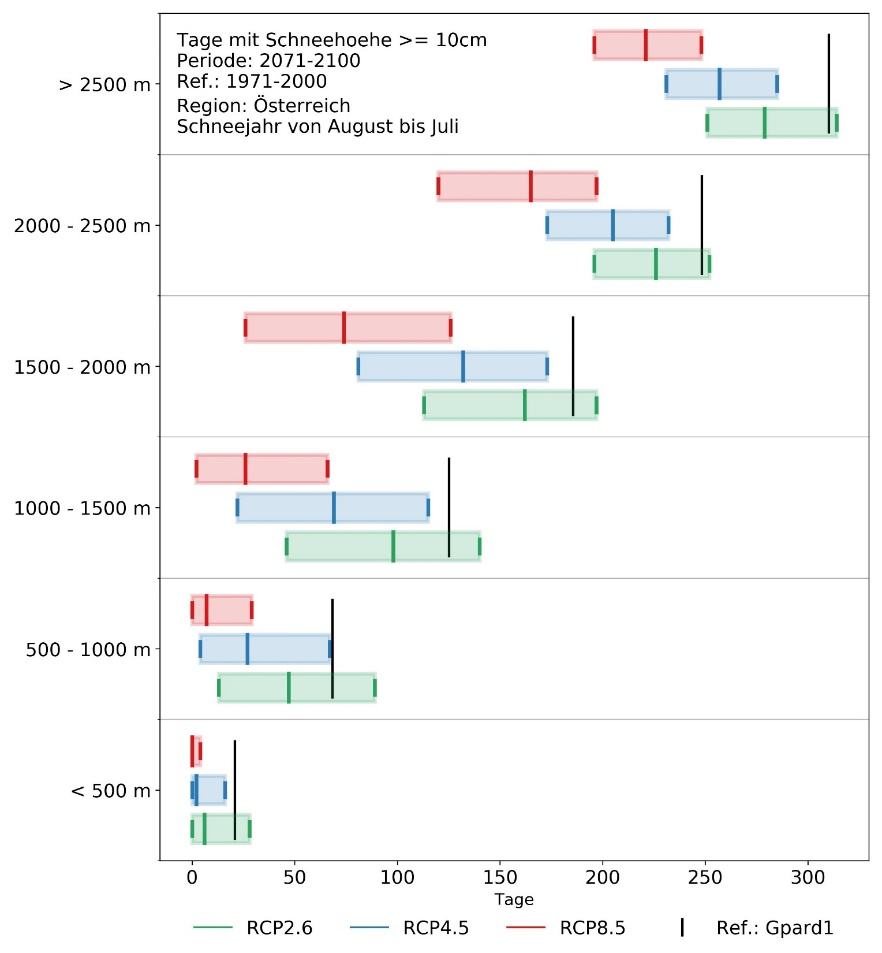 Tage mit Schneehoehe >= 10cm
Periode: 2071-2100
Ref.: 1971-2000
Region: Österreich
Schneejahr von August bis Juli
> 2500 m
2000 - 2500 m
1500 - 2000 m
1000 - 1500 m
500 - 1000 m
< 500 m
0 50 100 150 200 250 300
Tage
RCP2.6 RCP4.5 RCP8.5 Ref.: Gpard1